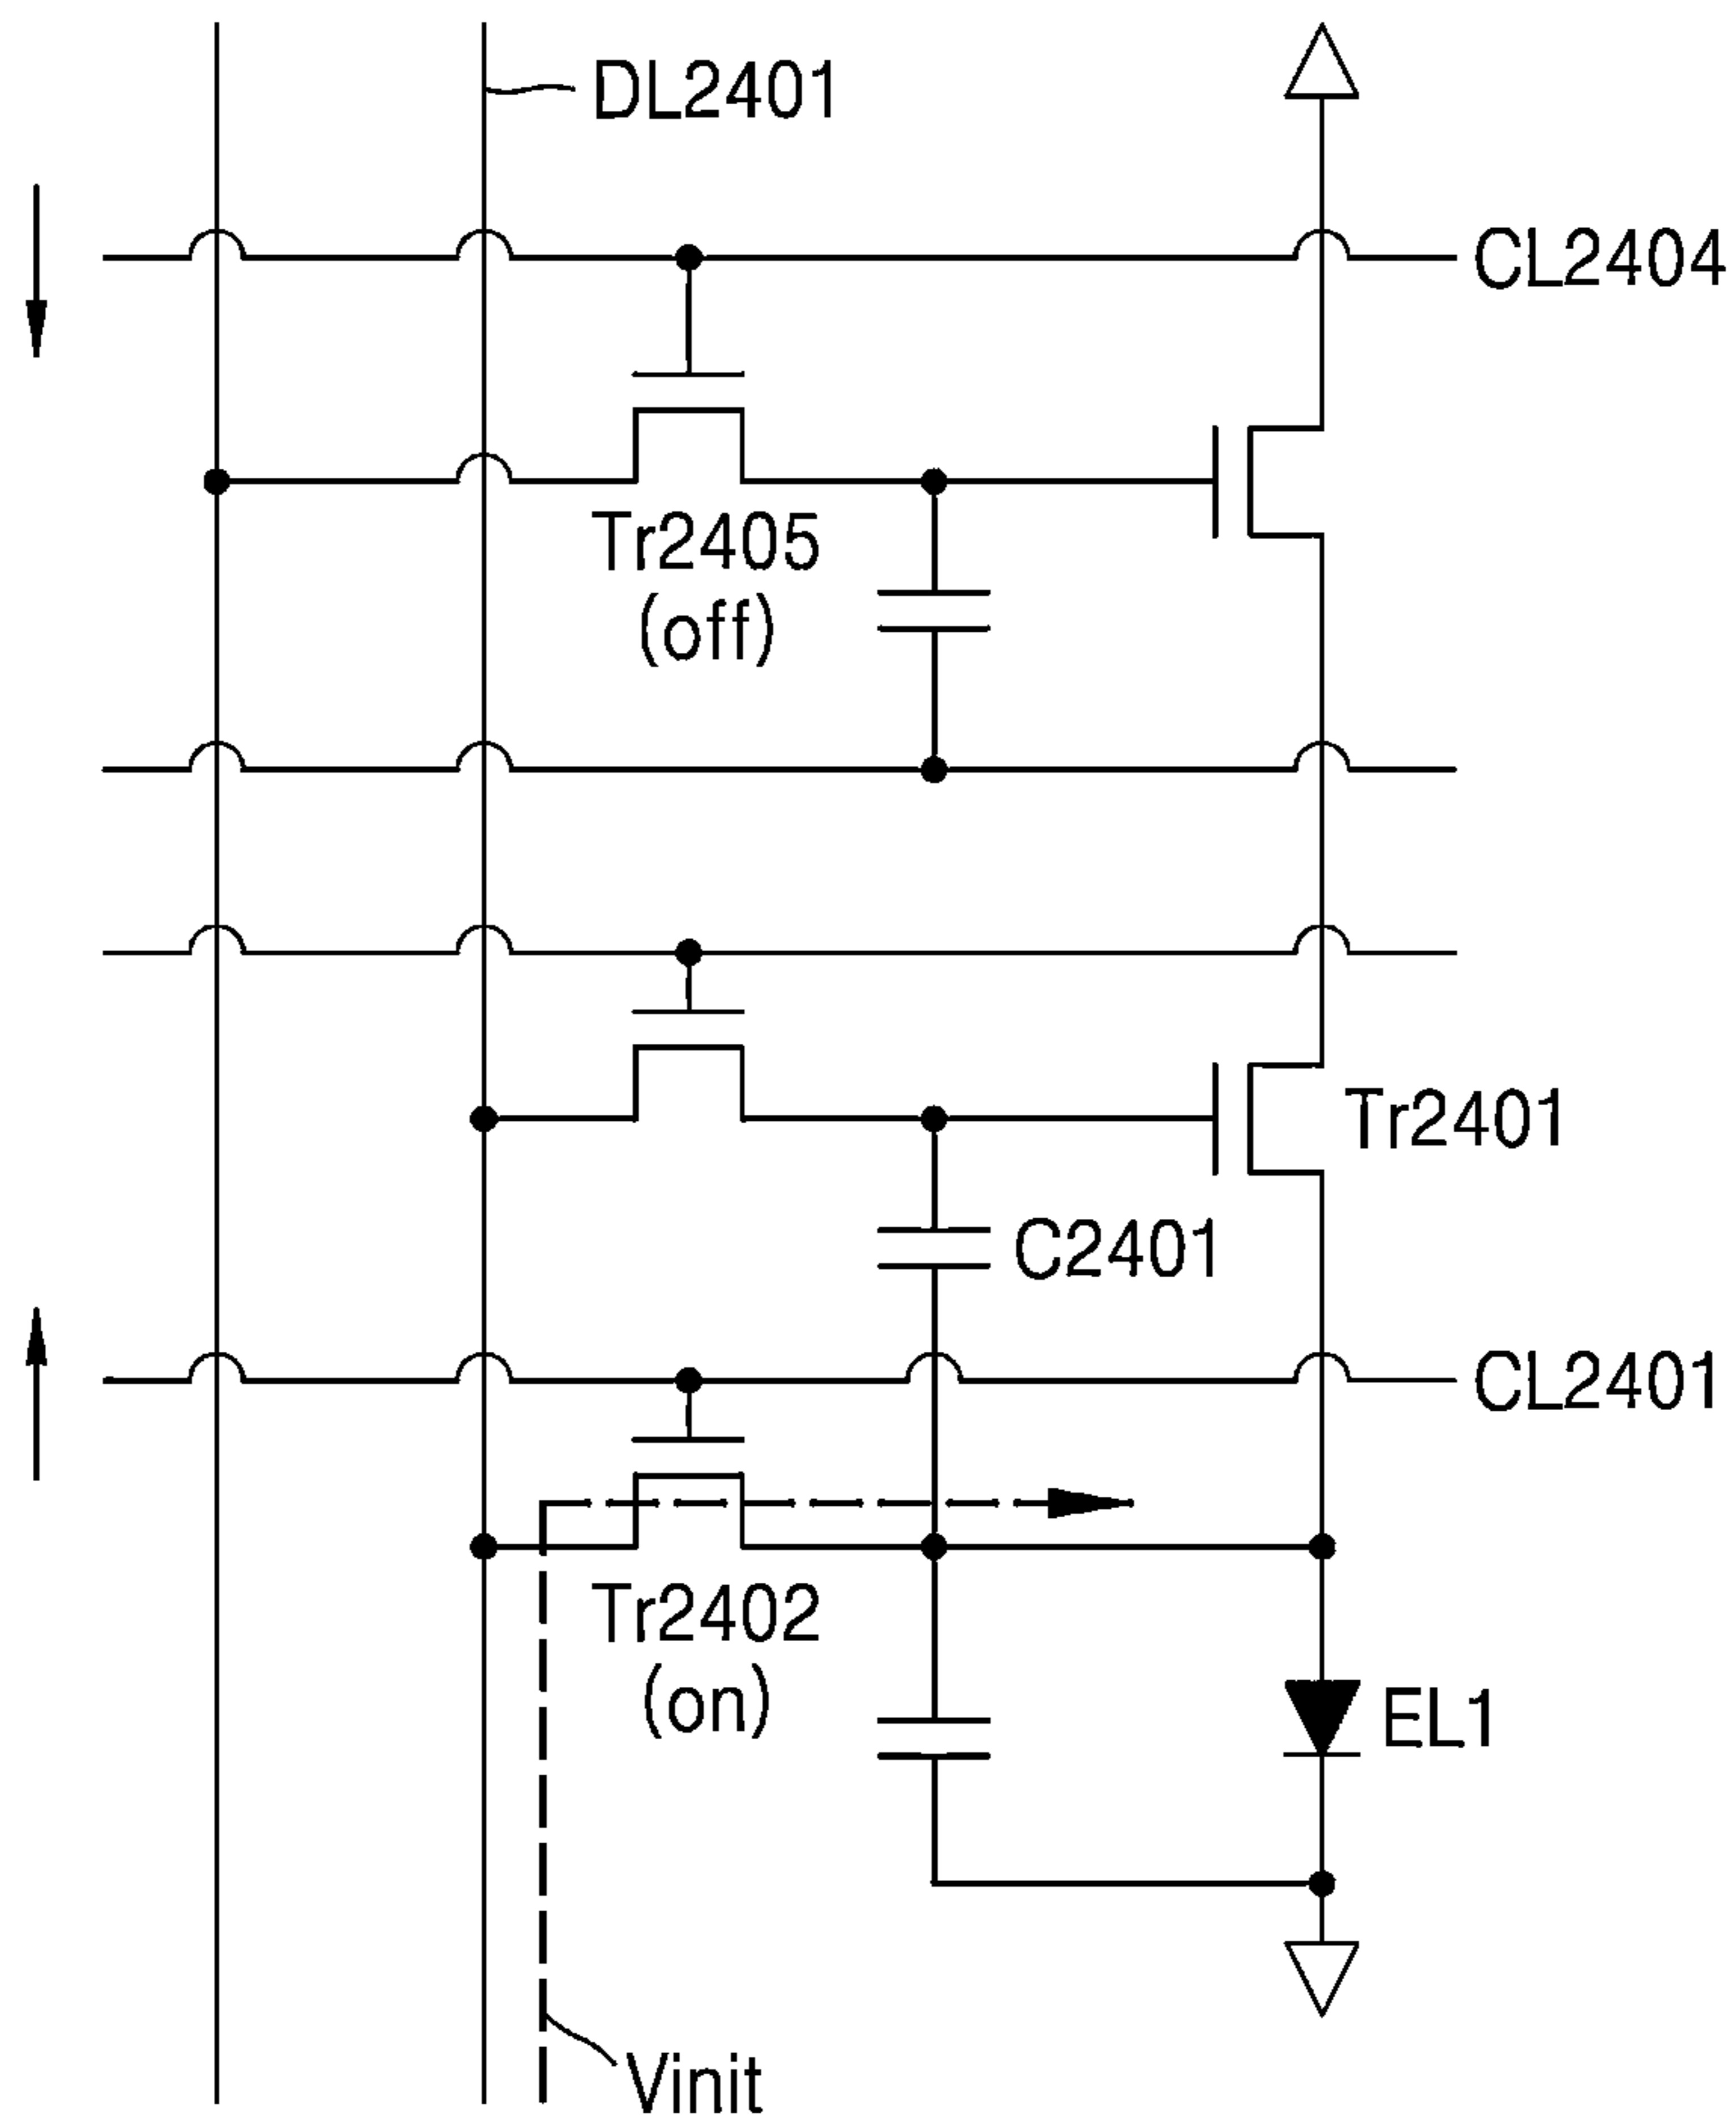 DL2401
CL2404
Tr2405
(off)
Tr2401
C2401
CL2401
Tr2402
(on)
EL1
Vinit